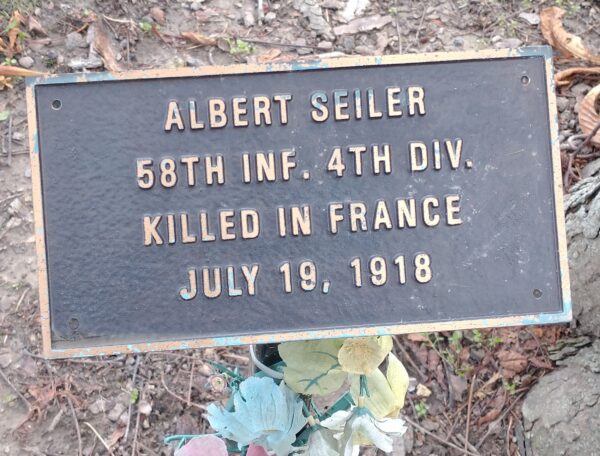 ALBERT SEILER
58TH INF. 4TH DIV.
KILLED IN FRANCE
JULY 19, 1918